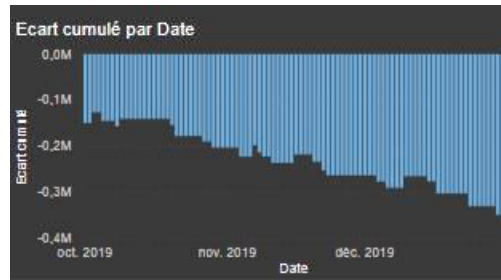 Ecart cumulé par Date
0,0M
-0,1M
-0,2M
-0,3M
-0,4M
Ecart cumulé
oct. 2019 nov. 2019 déc. 2019
Date